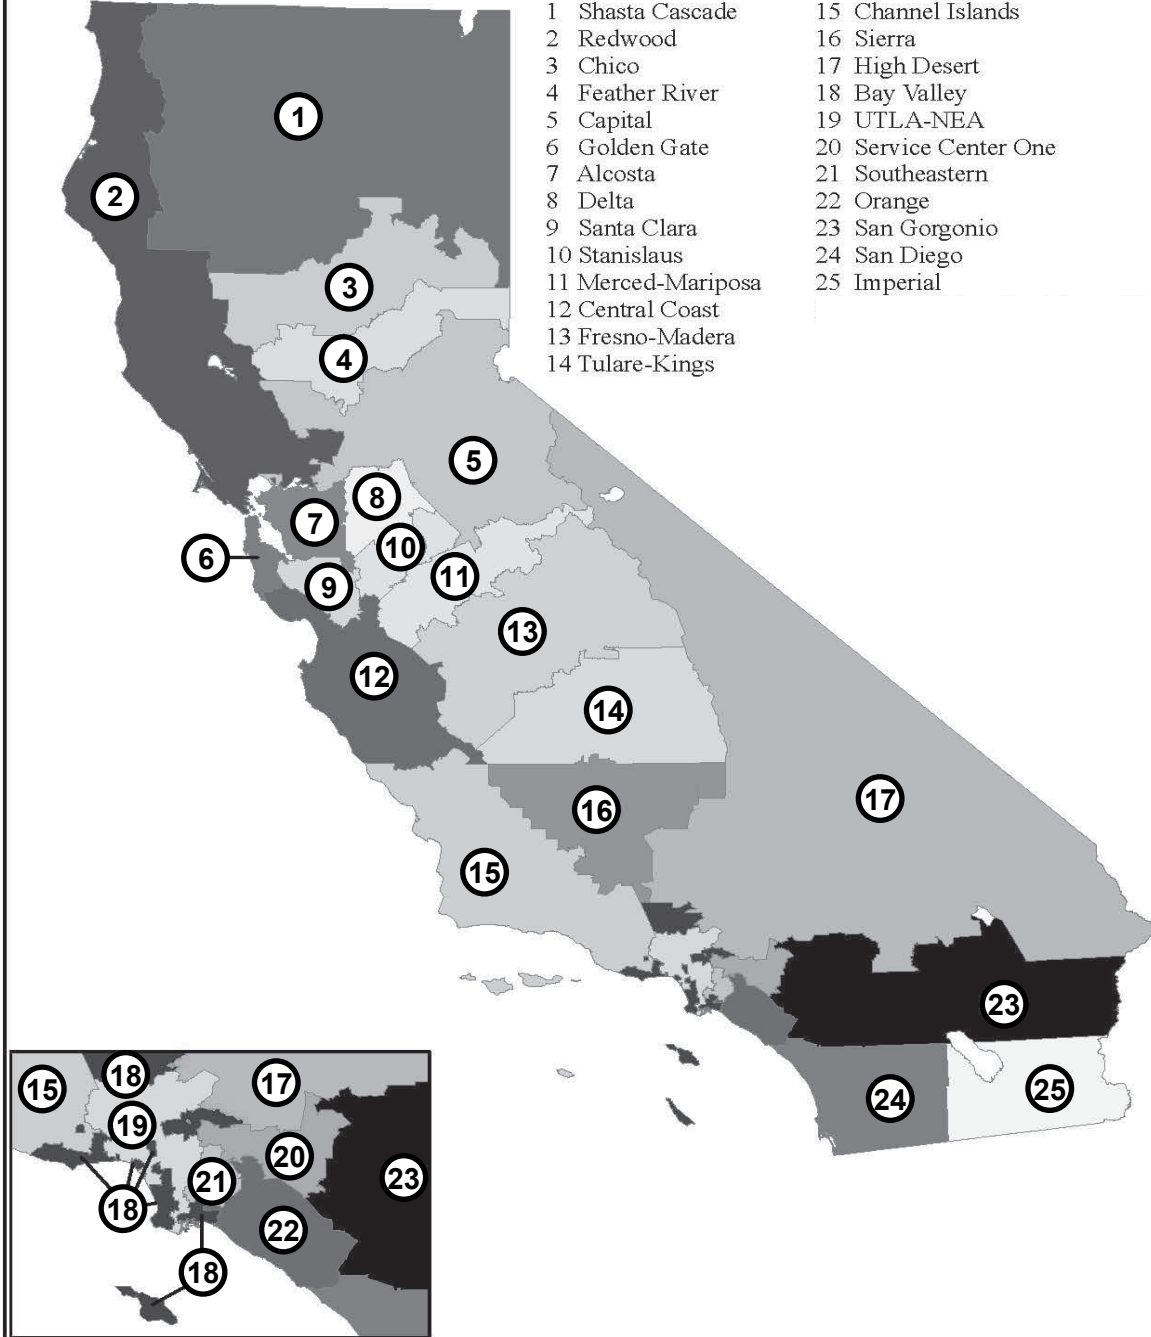 1 Shasta Cascade
2 Redwood
3 Chico
4 Feather River
5 Capital
6 Golden Gate
7 Alcosta
8 Delta
9 Santa Clara
10 Stanislaus
11 Merced-Mariposa
12 Central Coast
13 Fresno-Madera
14 Tulare-Kings
15 Channel Islands
16 Sierra
17 High Desert
18 Bay Valley
19 UTLA-NEA
20 Service Center One
21 Southeastern
22 Orange
23 San Gorgonio
24 San Diego
25 Imperial
1
2
3
4
5
8
7
10
6
11
9
13
12
14
17
16
15
23
25
24
18
17
15
19
20
23
21
18
22
18